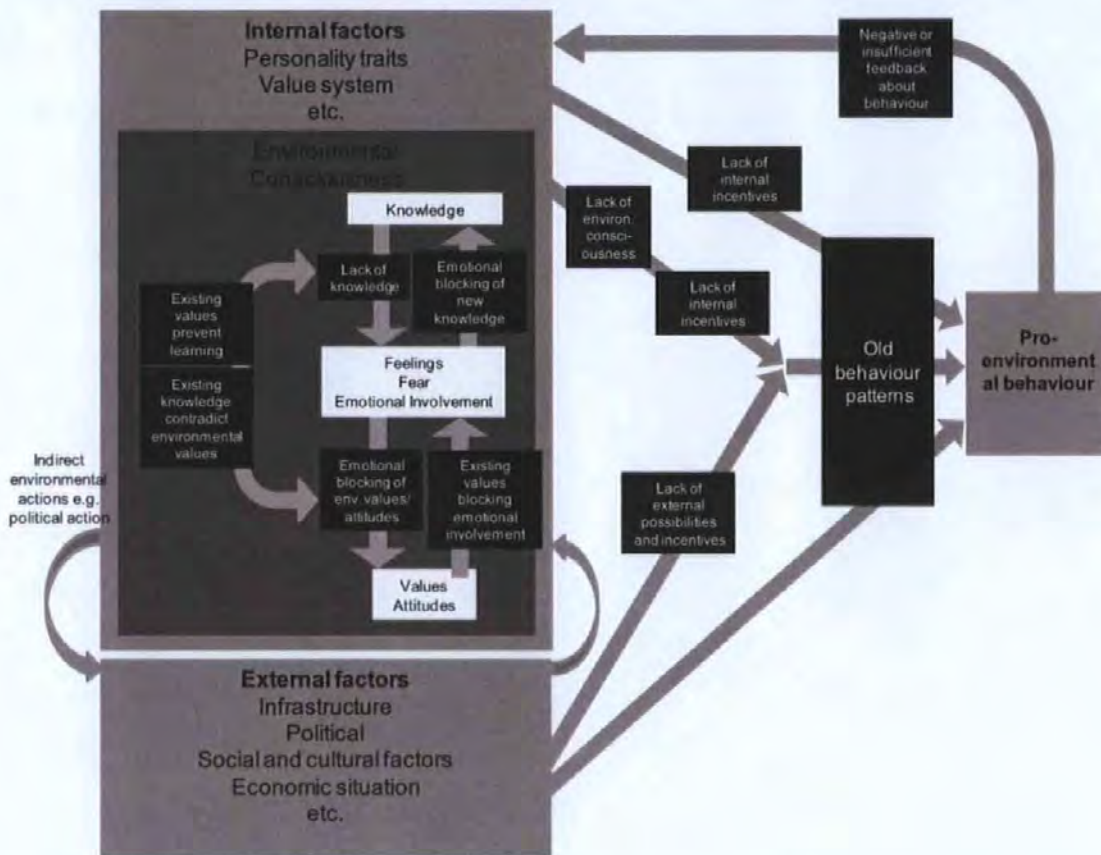 Internal factors
Personality traits
Value system
etc.
Environmental
Consciousness
Knowledge
Lack of
knowledge
Emotional
blocking of
new
knowledge
Existing
values
prevent
learning
Existing
knowledge
contradict
environmental
values
Feelings
Fear
Emotional Involvement
Emotional
blocking of
env. values/
attitudes
Existing
values
blocking
emotional
involvement
Values
Attitudes
Indirect
environmental
actions e.g.
political action
External factors
Infrastructure
Political
Social and cultural factors
Economic situation
etc.
Negative or
insufficient
feedback
about
behaviour
Lack of
internal
incentives
Lack of
environ.
consci-
ousness
Lack of
internal
incentives
Lack of
external
possibilities
and incentives
Old
behaviour
patterns
Pro-
environment
al behaviour